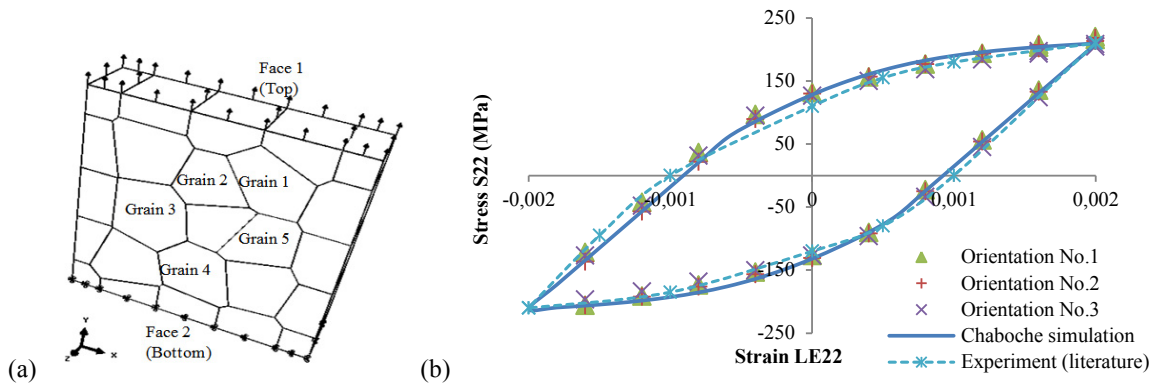 Face 1
(Top)
Grain 2
Grain 1
Grain 3
Grain 5
Grain 4
Face 2
(Bottom)
Y
X
Z
(a)
(b)
Stress S22 (MPa)
250
150
50
-50
-150
-250
-0,002
-0,001
0
0,001
0,002
Strain LE22
Orientation No.1
Orientation No.2
Orientation No.3
Chaboche simulation
Experiment (literature)